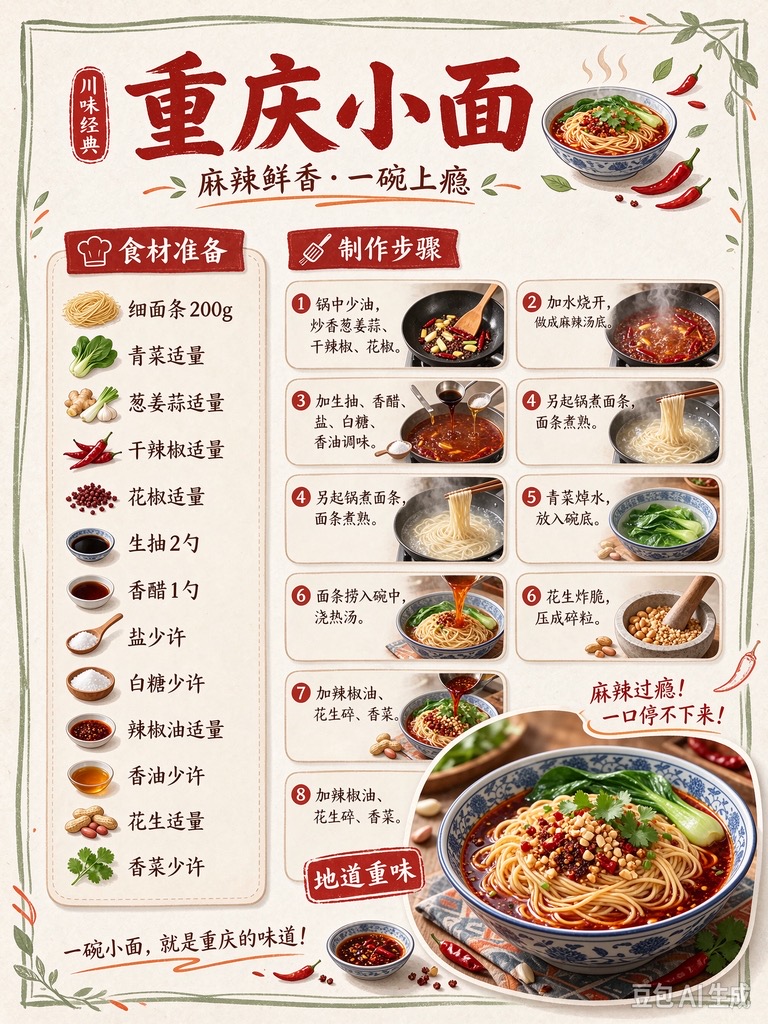 川味经典
重庆小面
麻辣鲜香·一碗上瘾
食材准备
细面条200g
青菜适量
葱姜蒜适量
干辣椒适量
花椒适量
生抽2勺
香醋1勺
盐少许
白糖少许
辣椒油适量
香油少许
花生适量
香菜少许
制作步骤
1 锅中少油，
炒香葱姜蒜、
干辣椒、花椒。
2 加水烧开，
做成麻辣汤底。
3 加生抽、香醋、
盐、白糖、
香油调味。
4 另起锅煮面条，
面条煮熟。
4 另起锅煮面条，
面条煮熟。
5 青菜焯水，
放入碗底。
6 面条捞入碗中，
浇热汤。
6 花生炸脆，
压成碎粒。
7 加辣椒油、
花生碎、香菜。
8 加辣椒油、
花生碎、香菜。
麻辣过瘾！
一口停不下来！
地道重味
一碗小面，就是重庆的味道！
豆包AI生成